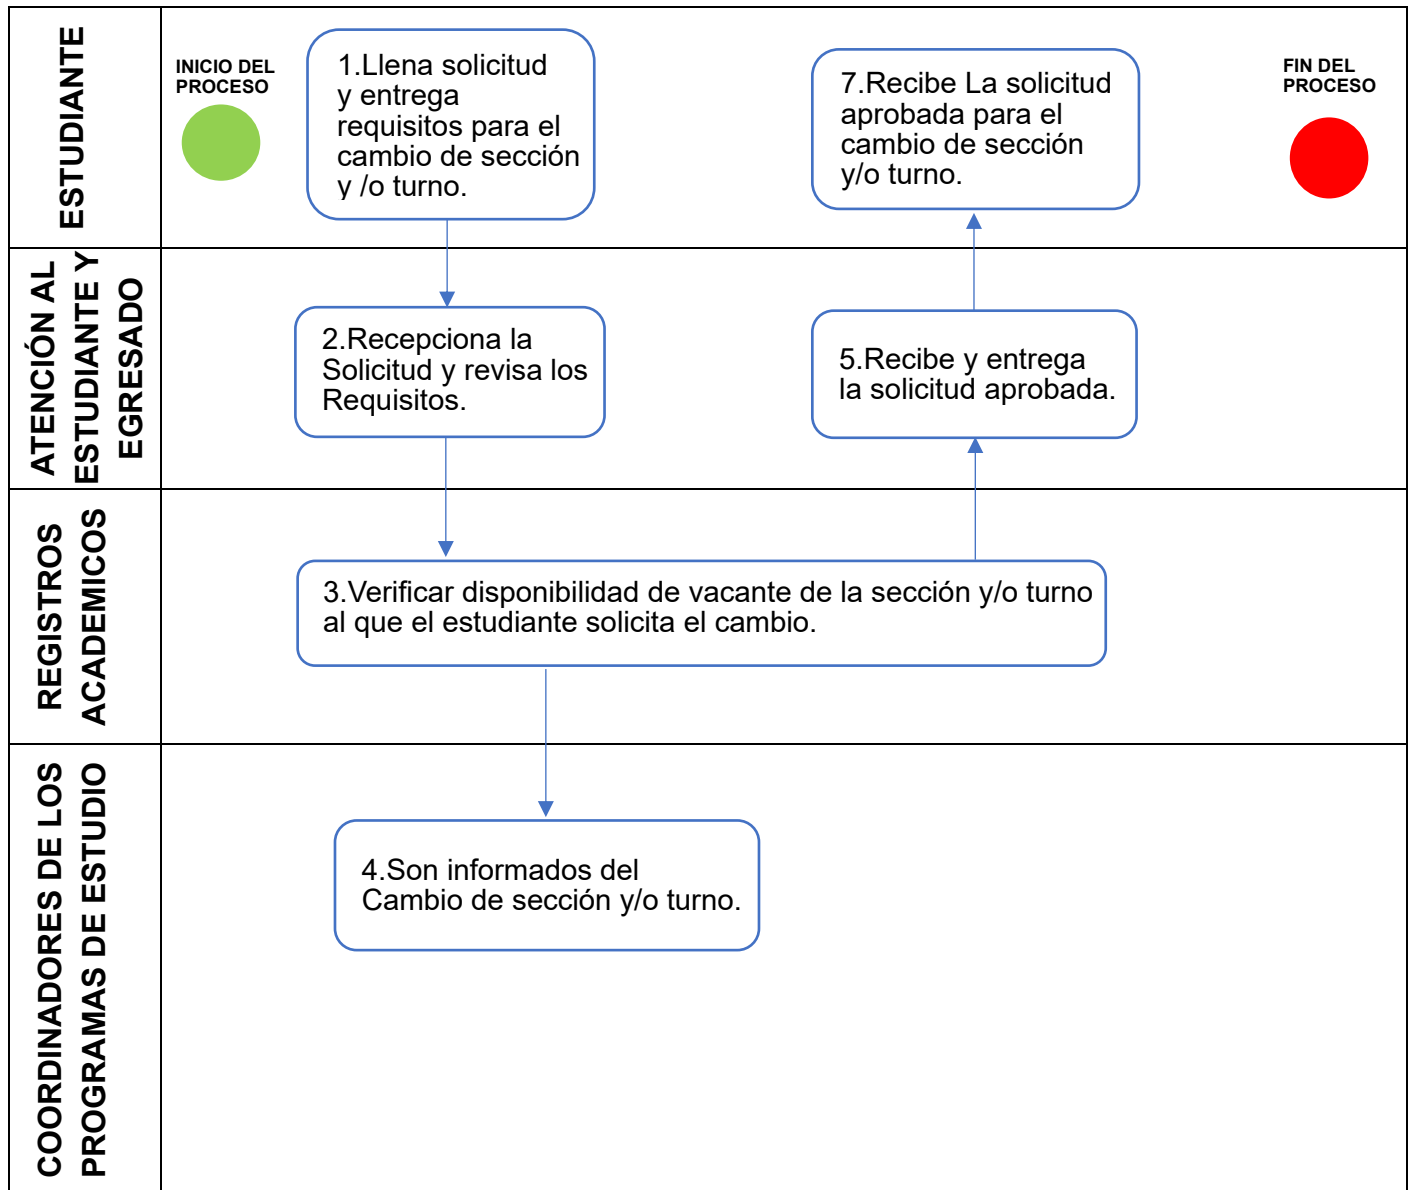 ESTUDIANTE
INICIO DEL
PROCESO
1.Llena solicitud
y entrega
requisitos para el
cambio de sección
y /o turno.
7.Recibe La solicitud
aprobada para el
cambio de sección
y/o turno.
FIN DEL
PROCESO
ATENCIÓN AL
ESTUDIANTE Y
EGRESADO
2.Recepciona la
Solicitud y revisa los
Requisitos.
5.Recibe y entrega
la solicitud aprobada.
REGISTROS
ACADEMICOS
3.Verificar disponibilidad de vacante de la sección y/o turno
al que el estudiante solicita el cambio.
COORDINADORES DE LOS
PROGRAMAS DE ESTUDIO
4.Son informados del
Cambio de sección y/o turno.